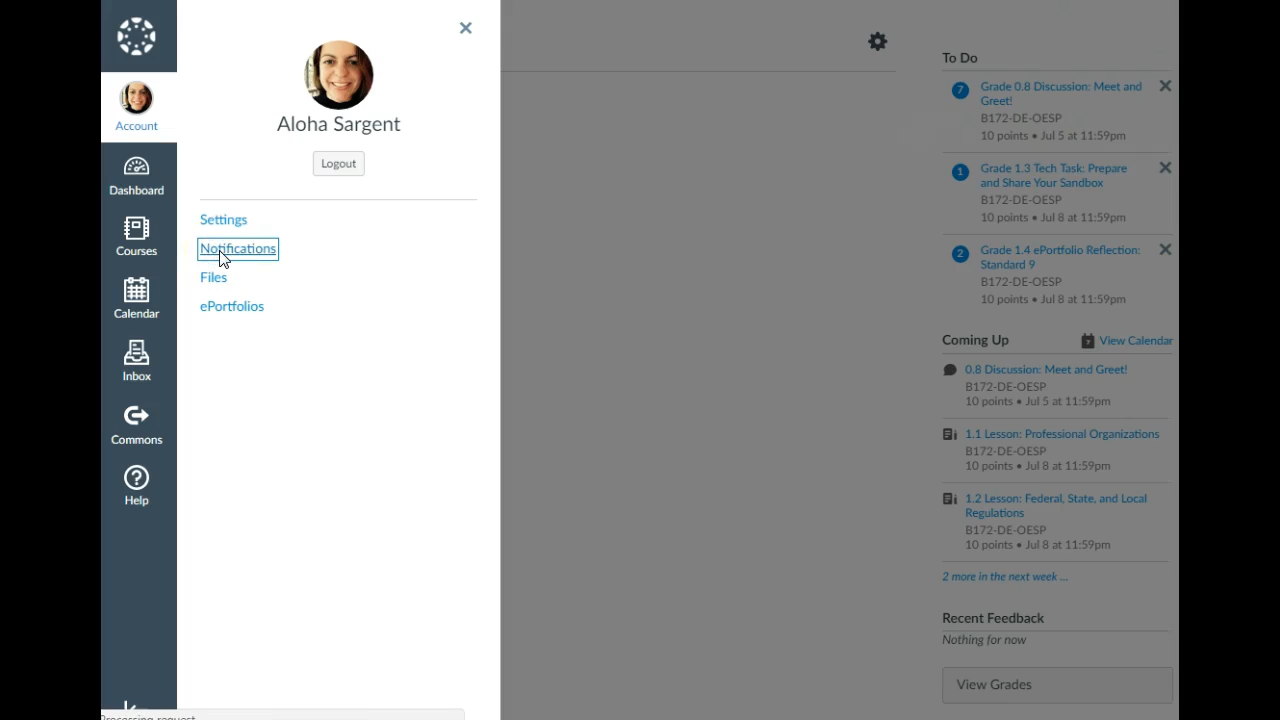 Account
Dashboard
Courses
Calendar
Inbox
Commons
Help
Aloha Sargent
Logout
Settings
Notifications
Files
ePortfolios
Processing request
To Do
7
Grade 0.8 Discussion: Meet and
Greet!
B172-DE-OESP
10 points • Jul 5 at 11:59pm
1
Grade 1.3 Tech Task: Prepare
and Share Your Sandbox
B172-DE-OESP
10 points • Jul 8 at 11:59pm
2
Grade 1.4 ePortfolio Reflection:
Standard 9
B172-DE-OESP
10 points • Jul 8 at 11:59pm
Coming Up
View Calendar
0.8 Discussion: Meet and Greet!
B172-DE-OESP
10 points • Jul 5 at 11:59pm
1.1 Lesson: Professional Organizations
B172-DE-OESP
10 points • Jul 8 at 11:59pm
1.2 Lesson: Federal, State, and Local
Regulations
B172-DE-OESP
10 points • Jul 8 at 11:59pm
2 more in the next week ...
Recent Feedback
Nothing for now
View Grades